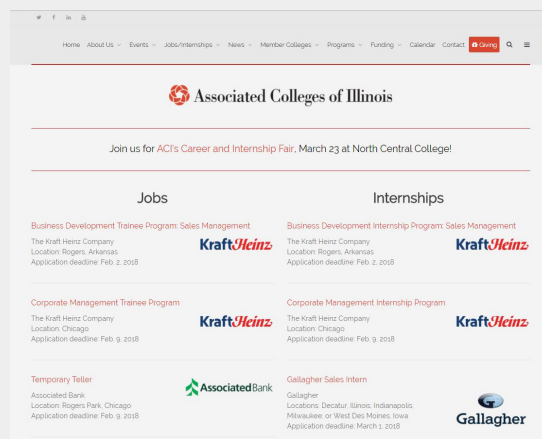 Home About Us Events Jobs/Internships News Member Colleges Programs Funding Calendar Contact Giving
Associated Colleges of Illinois
Join us for ACI's Career and Internship Fair, March 23 at North Central College!
Jobs
Business Development Trainee Program: Sales Management
The Kraft Heinz Company
Location: Rogers, Arkansas
Application deadline: Feb. 2, 2018
KraftHeinz
Corporate Management Trainee Program
The Kraft Heinz Company
Location: Chicago
Application deadline: Feb. 9, 2018
KraftHeinz
Temporary Teller
Associated Bank
Location: Rogers Park, Chicago
Application deadline: Feb. 9, 2018
Associated Bank
Internships
Business Development Internship Program: Sales Management
The Kraft Heinz Company
Location: Rogers, Arkansas
Application deadline: Feb. 2, 2018
KraftHeinz
Corporate Management Internship Program
The Kraft Heinz Company
Location: Chicago
Application deadline: Feb. 9, 2018
KraftHeinz
Gallagher Sales Intern
Gallagher
Locations: Decatur, Illinois; Indianapolis;
Milwaukee; or West Des Moines, Iowa
Application deadline: March 1, 2018
Gallagher